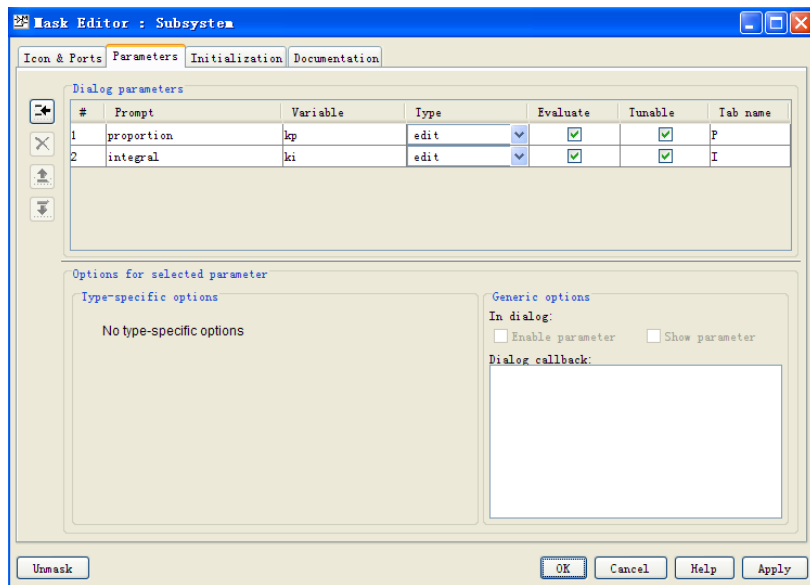 Mask Editor : Subsystem
Icon & Ports Parameters Initialization Documentation
Dialog parameters
# Prompt Variable Type Evaluate Tunable Tab name
1 proportion kp edit P
2 integral ki edit I
Options for selected parameter
Type-specific options
No type-specific options
Generic options
In dialog:
Enable parameter Show parameter
Dialog callback:
Unmask OK Cancel Help Apply